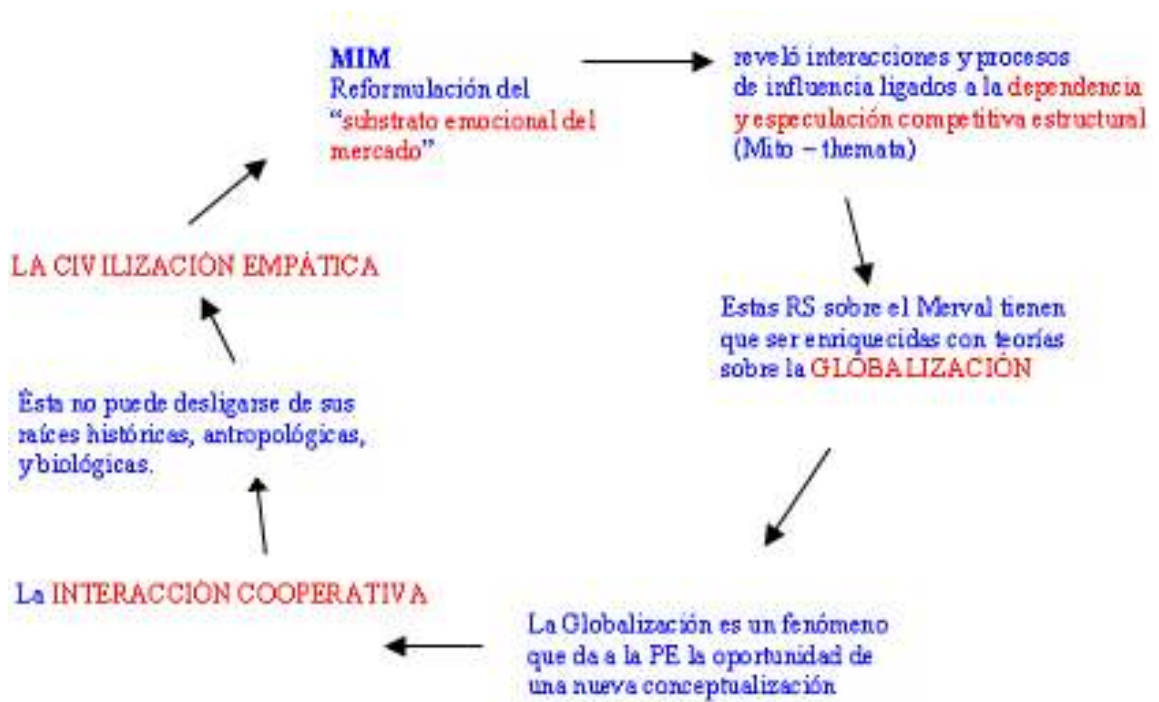 MIM
Reformulación del
“substrato emocional del
mercado”
reveló interacciones y procesos
de influencia ligados a la dependencia
y especulación competitiva estructural
(Mito – themata)
Estas RS sobre el Merval tienen
que ser enriquecidas con teorías
sobre la GLOBALIZACIÓN
La Globalización es un fenómeno
que da a la PE la oportunidad de
una nueva conceptualización
La INTERACCIÓN COOPERATIVA
Ésta no puede desligarse de sus
raíces históricas, antropológicas,
y biológicas.
LA CIVILIZACIÓN EMPÁTICA